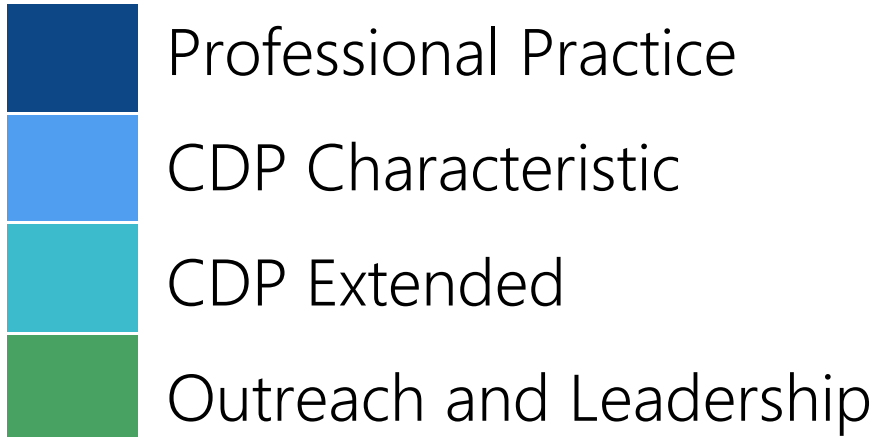 Professional Practice
CDP Characteristic
CDP Extended
Outreach and Leadership